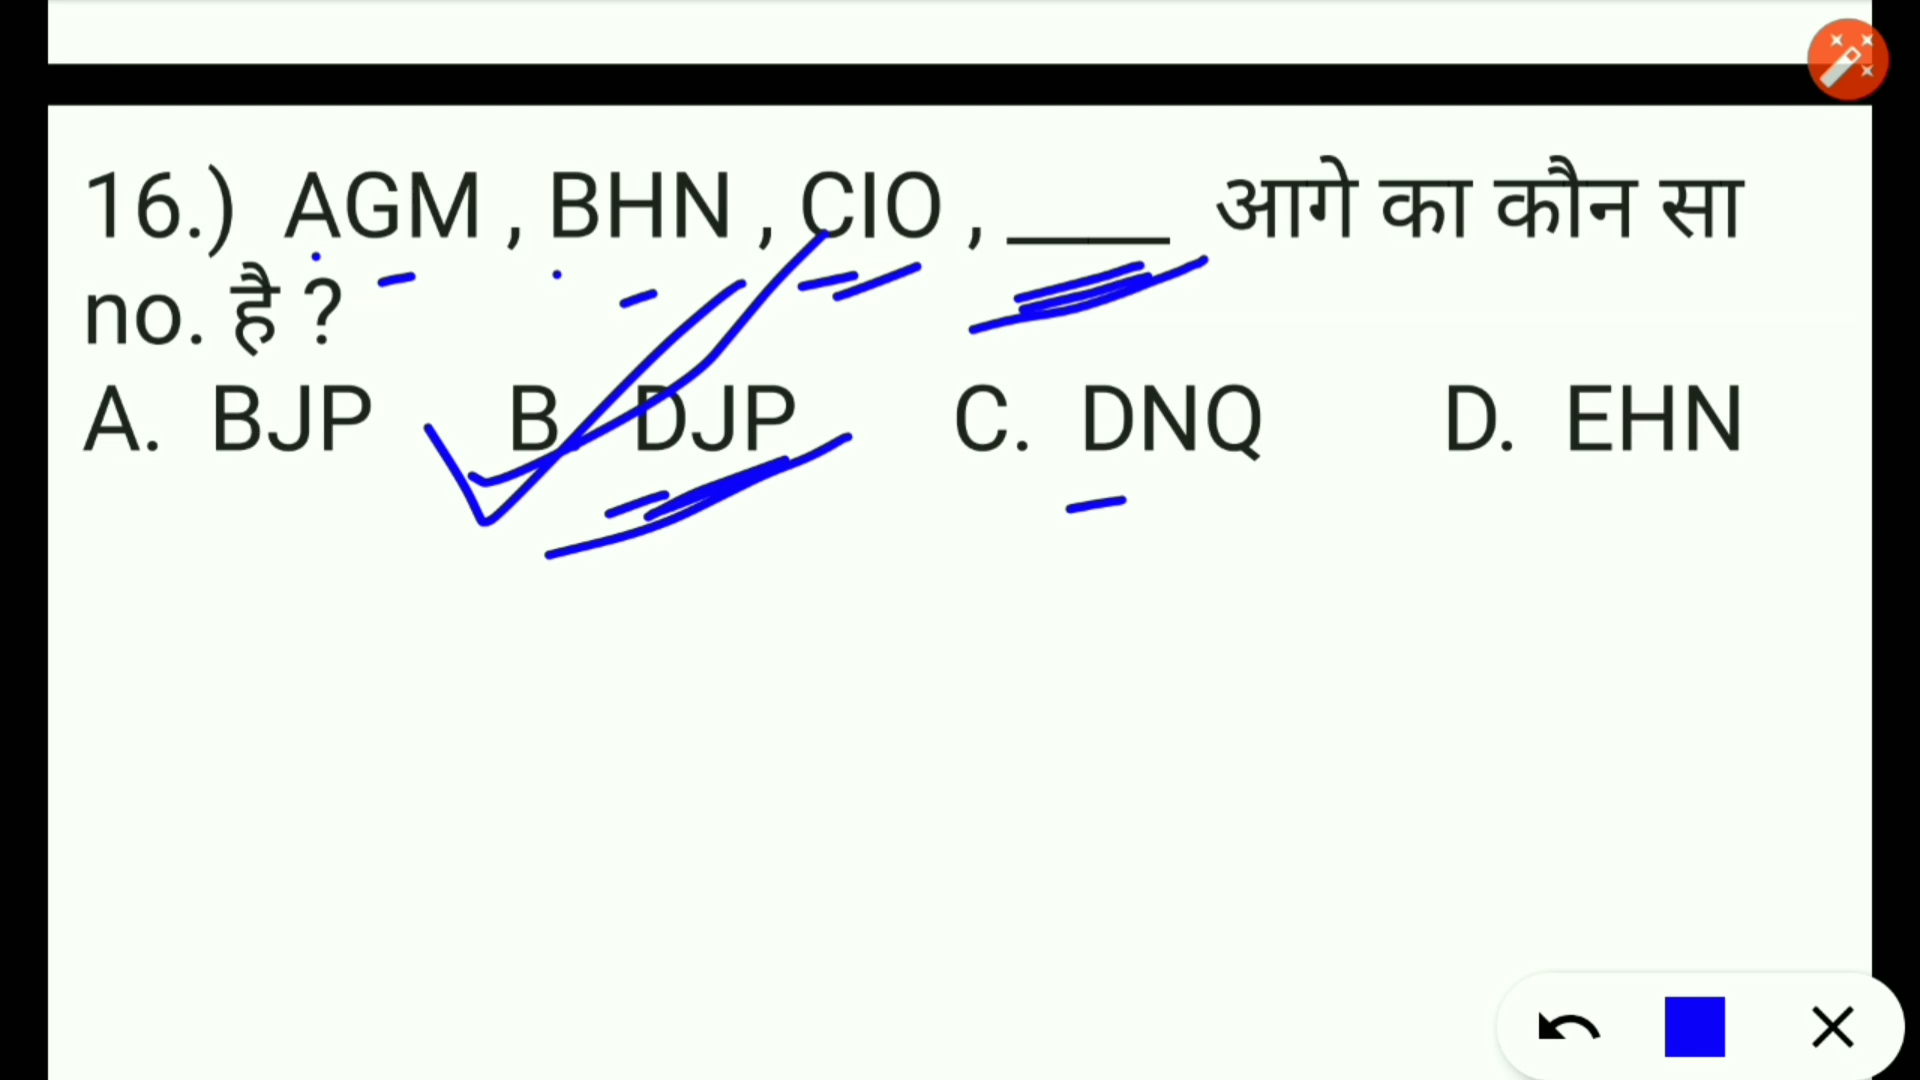 16.) AGM , BHN , CIO , ____ आगे का कौन सा
no. है ?
A. BJP B. DJP C. DNQ D. EHN